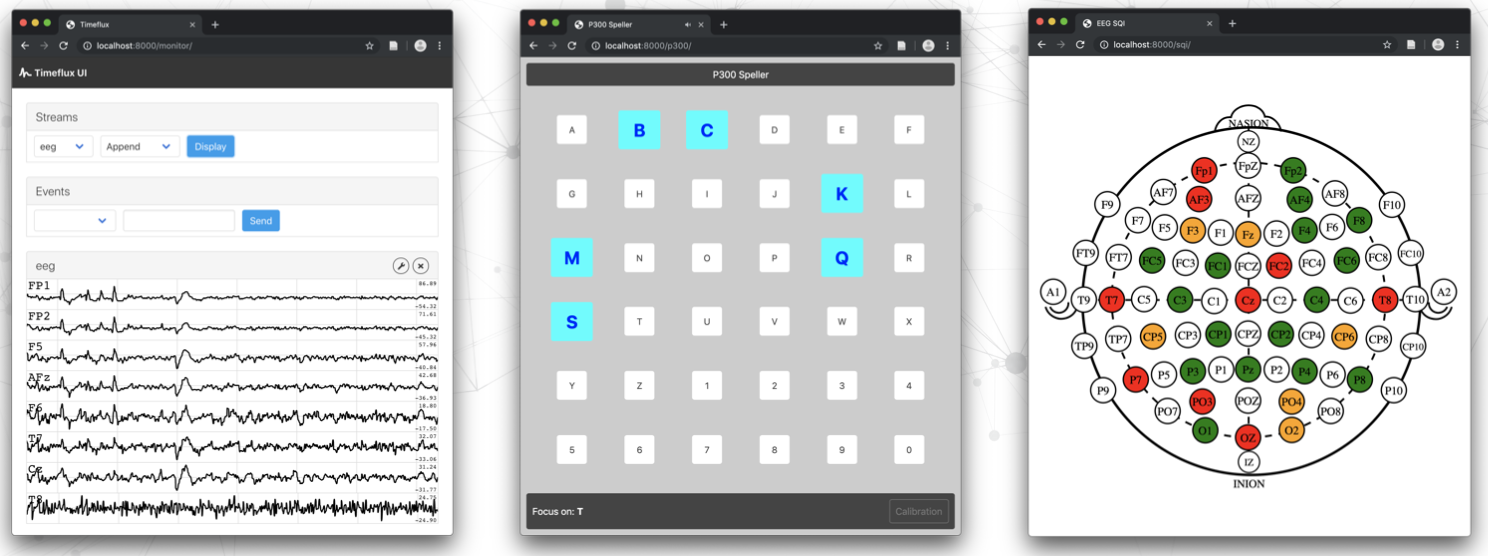 Timeflux
localhost:8000/monitor/
Timeflux UI
Streams
eeg Append Display
Events
Send
eeg
FP1 86.89
-54.32
FP2 71.61
-45.32
F5 57.96
-40.84
AFz 42.68
-36.93
F6 18.80
-17.50
T7 32.07
-33.06
Cz 31.24
-31.77
T8 24.72
-24.90
P300 Speller
localhost:8000/p300/
P300 Speller
A B C D E F
G H I J K L
M N O P Q R
S T U V W X
Y Z 1 2 3 4
5 6 7 8 9 0
Focus on: T Calibration
EEG SQI
localhost:8000/sqi/
NASION
NZ
Fp1 FpZ Fp2
AF7 AF3 AFZ AF4 AF8
F9 F7 F5 F3 F1 Fz F2 F4 F6 F8 F10
FT9 FT7 FC5 FC3 FC1 FCZ FC2 FC4 FC6 FC8 FC10
A1 T9 T7 C5 C3 C1 Cz C2 C4 C6 T8 T10 A2
TP9 TP7 CP5 CP3 CP1 CPZ CP2 CP4 CP6 CP8 CP10
P9 P7 P5 P3 P1 Pz P2 P4 P6 P8 P10
PO7 PO3 POZ PO4 PO8
O1 OZ O2
IZ
INION